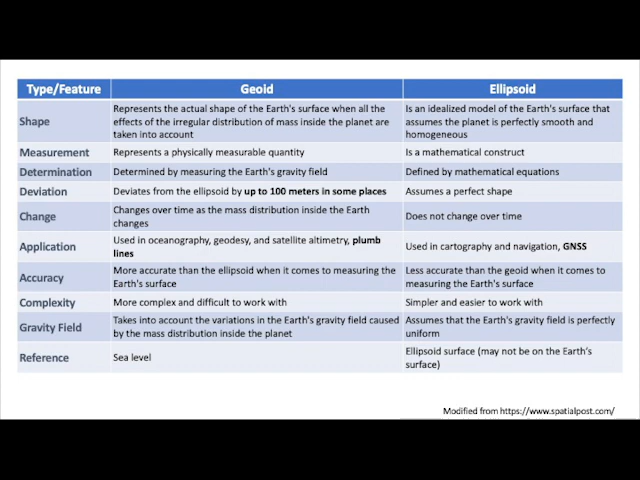 Type/Feature Geoid Ellipsoid
Shape
Represents the actual shape of the Earth's surface when all the
effects of the irregular distribution of mass inside the planet are
taken into account
Is an idealized model of the Earth's surface that
assumes the planet is perfectly smooth and
homogeneous
Measurement Represents a physically measurable quantity Is a mathematical construct
Determination Determined by measuring the Earth's gravity field Defined by mathematical equations
Deviation Deviates from the ellipsoid by up to 100 meters in some places Assumes a perfect shape
Change
Changes over time as the mass distribution inside the Earth
changes
Does not change over time
Application
Used in oceanography, geodesy, and satellite altimetry, plumb
lines
Used in cartography and navigation, GNSS
Accuracy
More accurate than the ellipsoid when it comes to measuring the
Earth's surface
Less accurate than the geoid when it comes to
measuring the Earth's surface
Complexity More complex and difficult to work with Simpler and easier to work with
Gravity Field
Takes into account the variations in the Earth's gravity field caused
by the mass distribution inside the planet
Assumes that the Earth's gravity field is perfectly
uniform
Reference
Sea level
Ellipsoid surface (may not be on the Earth's
surface)
Modified from https://www.spatialpost.com/